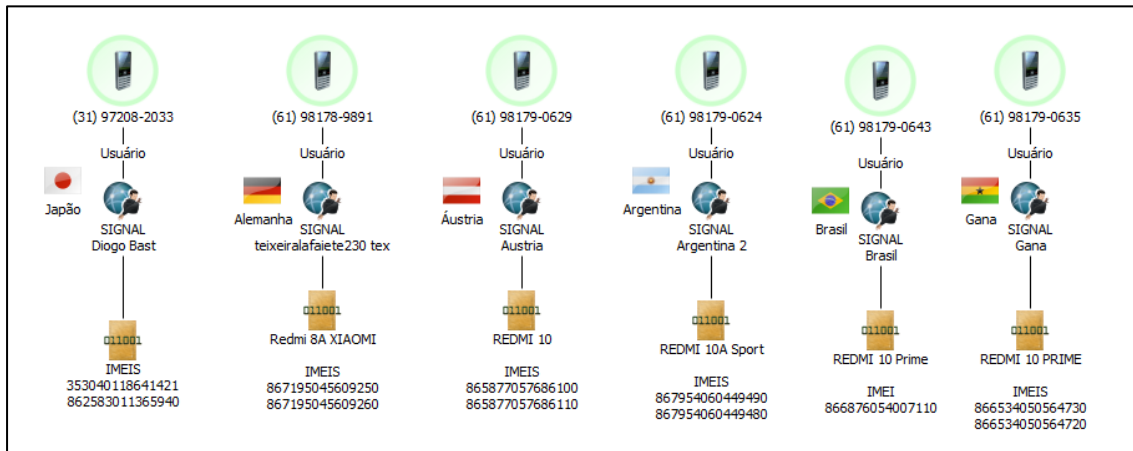 (31) 97208-2033
Usuário
Japão
SIGNAL
Diogo Bast
011001
IMEIS
353040118641421
862583011365940
(61) 98178-9891
Usuário
Alemanha
SIGNAL
teixeiralafaiete230 tex
011001
Redmi 8A XIAOMI
IMEIS
867195045609250
867195045609260
(61) 98179-0629
Usuário
Áustria
SIGNAL
Austria
011001
REDMI 10
IMEIS
865877057686100
865877057686110
(61) 98179-0624
Usuário
Argentina
SIGNAL
Argentina 2
011001
REDMI 10A Sport
IMEIS
867954060449490
867954060449480
(61) 98179-0643
Usuário
Brasil
SIGNAL
Brasil
011001
REDMI 10 Prime
IMEI
866876054007110
(61) 98179-0635
Usuário
Gana
SIGNAL
Gana
011001
REDMI 10 PRIME
IMEIS
866534050564730
866534050564720